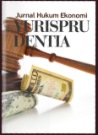 Jurnal Hukum Ekonomi
YURISPRU
DENTIA